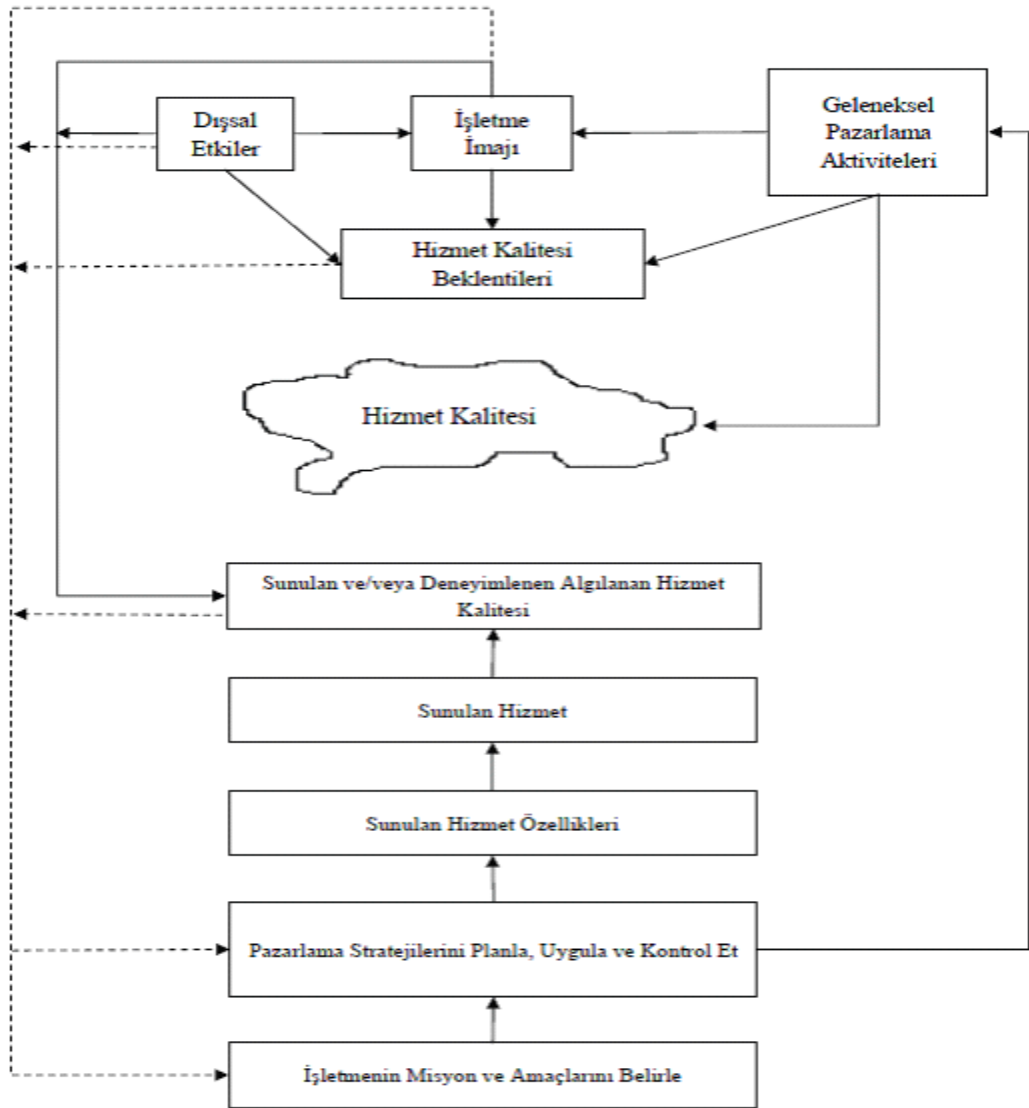 Dışsal
Etkiler
İşletme
İmajı
Geleneksel
Pazarlama
Aktiviteleri
Hizmet Kalitesi
Beklentileri
Hizmet Kalitesi
Sunulan ve/veya Deneyimlenen Algılanan Hizmet
Kalitesi
Sunulan Hizmet
Sunulan Hizmet Özellikleri
Pazarlama Stratejilerini Planla, Uygula ve Kontrol Et
İşletmenin Misyon ve Amaçlarını Belirle